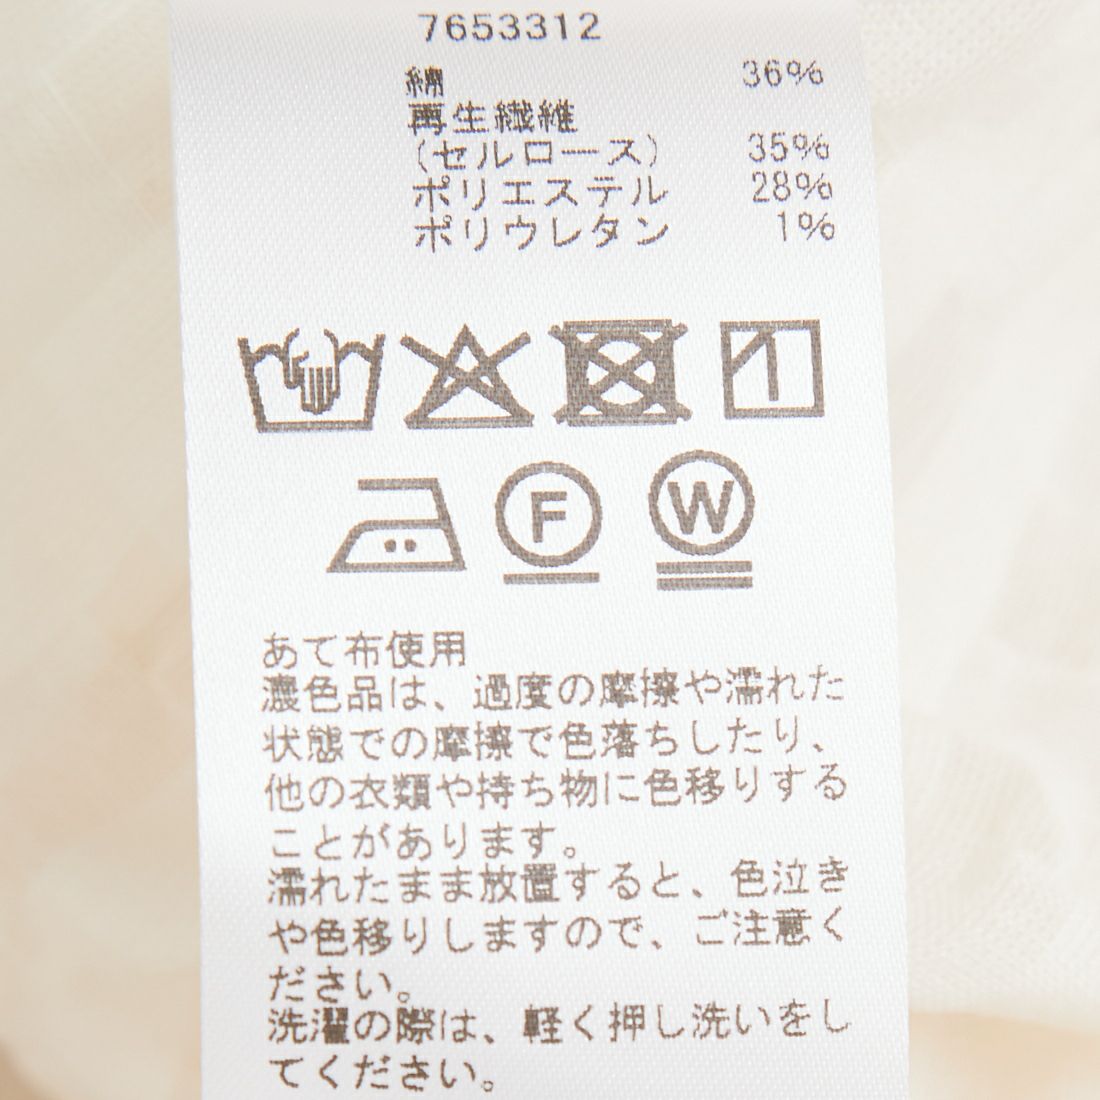 7653312
綿 36%
再生繊維
(セルロース) 35%
ポリエステル 28%
ポリウレタン 1%
F
W
あて布使用
濃色品は、過度の摩擦や濡れた
状態での摩擦で色落ちしたり、
他の衣類や持ち物に色移りする
ことがあります。
濡れたまま放置すると、色泣き
や色移りしますので、ご注意く
ださい。
洗濯の際は、軽く押し洗いをし
てください。